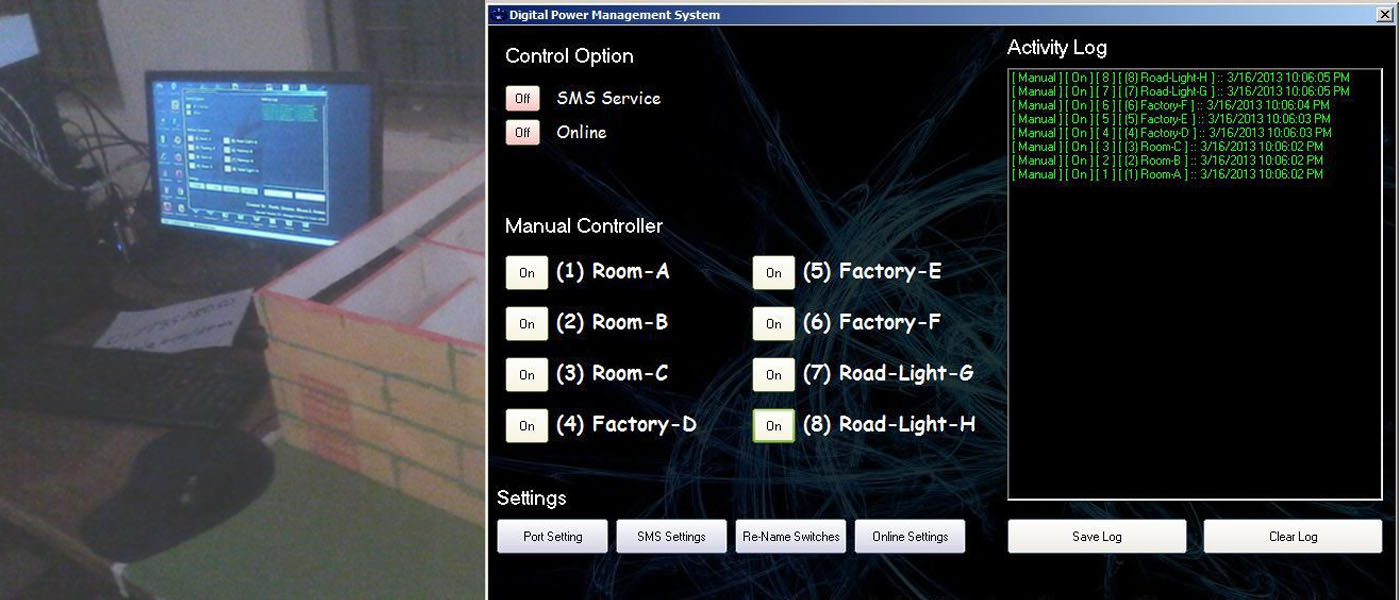 Digital Power Management System
Control Option
Off SMS Service
Off Online
Manual Controller
On (1) Room-A
On (2) Room-B
On (3) Room-C
On (4) Factory-D
On (5) Factory-E
On (6) Factory-F
On (7) Road-Light-G
On (8) Road-Light-H
Settings
Port Setting
SMS Settings
Re-Name Switches
Online Settings
Activity Log
[ Manual ] [ On ] [ 8 ] [ (8) Road-Light-H ] :: 3/16/2013 10:06:05 PM
[ Manual ] [ On ] [ 7 ] [ (7) Road-Light-G ] :: 3/16/2013 10:06:05 PM
[ Manual ] [ On ] [ 6 ] [ (6) Factory-F ] :: 3/16/2013 10:06:04 PM
[ Manual ] [ On ] [ 5 ] [ (5) Factory-E ] :: 3/16/2013 10:06:03 PM
[ Manual ] [ On ] [ 4 ] [ (4) Factory-D ] :: 3/16/2013 10:06:03 PM
[ Manual ] [ On ] [ 3 ] [ (3) Room-C ] :: 3/16/2013 10:06:02 PM
[ Manual ] [ On ] [ 2 ] [ (2) Room-B ] :: 3/16/2013 10:06:02 PM
[ Manual ] [ On ] [ 1 ] [ (1) Room-A ] :: 3/16/2013 10:06:02 PM
Save Log
Clear Log